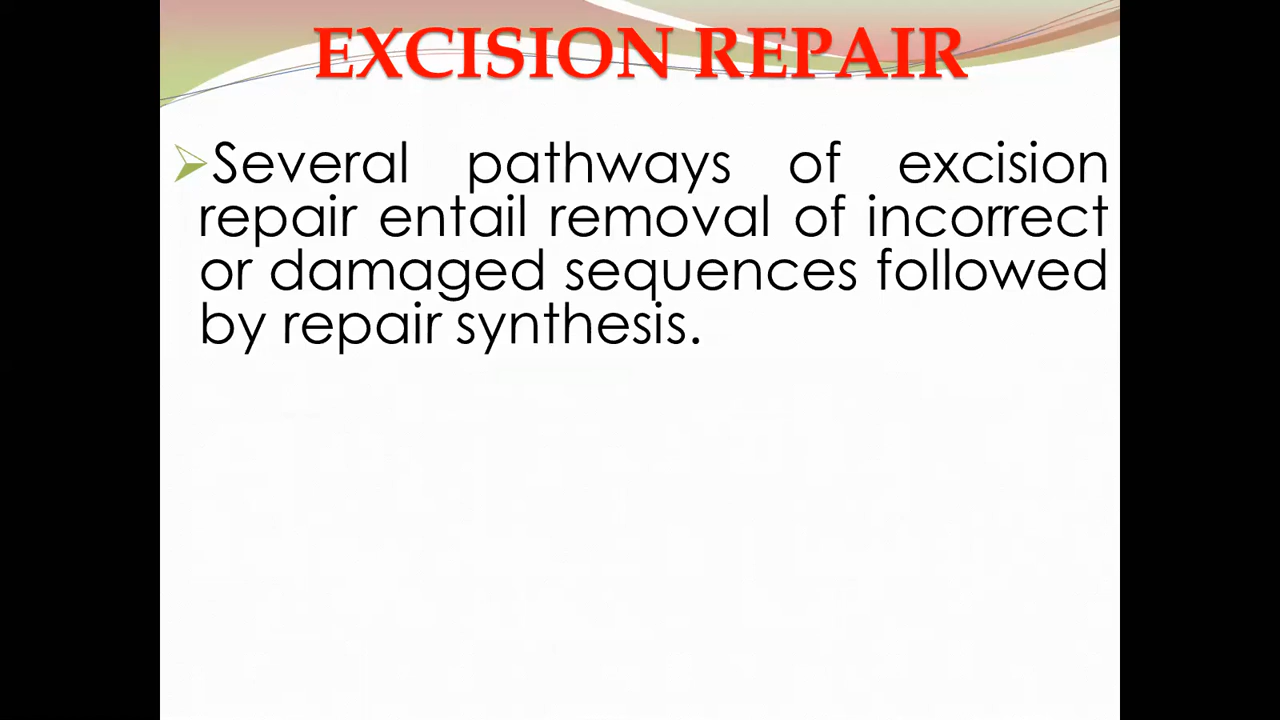 EXCISION REPAIR
Several pathways of excision
repair entail removal of incorrect
or damaged sequences followed
by repair synthesis.